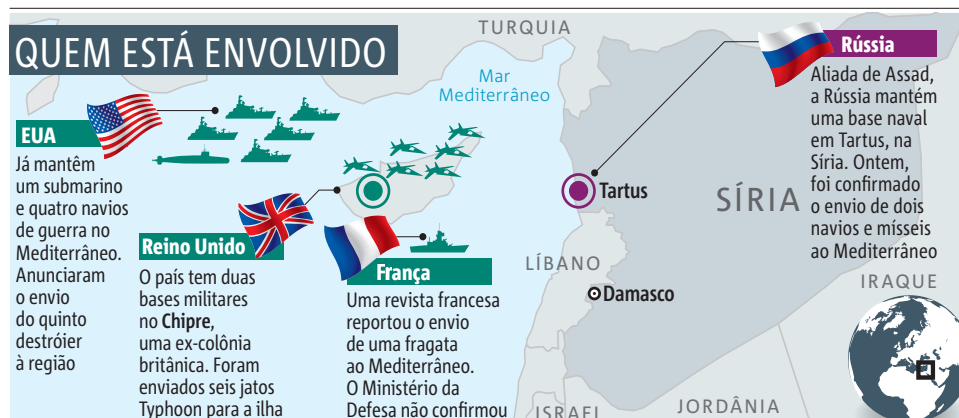 QUEM ESTÁ ENVOLVIDO
TURQUIA
Mar
Mediterrâneo
EUA
Já mantêm
um submarino
e quatro navios
de guerra no
Mediterrâneo.
Anunciaram
o envio
do quinto
destróier
à região
Reino Unido
O país tem duas
bases militares
no Chipre,
uma ex-colônia
britânica. Foram
enviados seis jatos
Typhoon para a ilha
França
Uma revista francesa
reportou o envio
de uma fragata
ao Mediterrâneo.
O Ministério da
Defesa não confirmou
Rússia
Aliada de Assad,
a Rússia mantém
uma base naval
em Tartus, na
Síria. Ontem,
foi confirmado
o envio de dois
navios e mísseis
ao Mediterrâneo
Tartus
SÍRIA
LÍBANO
Damasco
IRAQUE
ISRAEL
JORDÂNIA